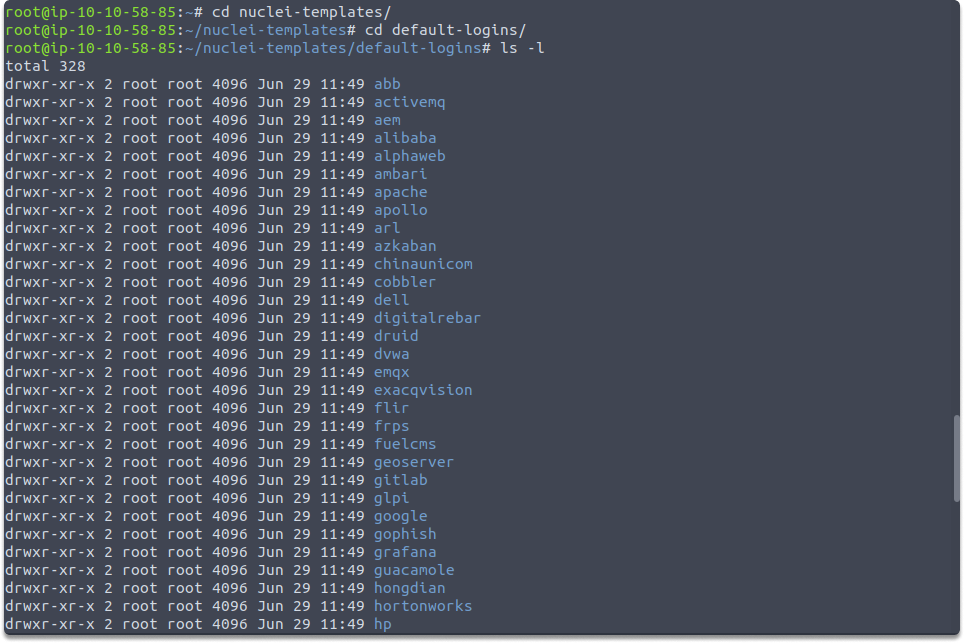 root@ip-10-10-58-85:~# cd nuclei-templates/
root@ip-10-10-58-85:~/nuclei-templates# cd default-logins/
root@ip-10-10-58-85:~/nuclei-templates/default-logins# ls -l
total 328
drwxr-xr-x 2 root root 4096 Jun 29 11:49 abb
drwxr-xr-x 2 root root 4096 Jun 29 11:49 activemq
drwxr-xr-x 2 root root 4096 Jun 29 11:49 aem
drwxr-xr-x 2 root root 4096 Jun 29 11:49 alibaba
drwxr-xr-x 2 root root 4096 Jun 29 11:49 alphaweb
drwxr-xr-x 2 root root 4096 Jun 29 11:49 ambari
drwxr-xr-x 2 root root 4096 Jun 29 11:49 apache
drwxr-xr-x 2 root root 4096 Jun 29 11:49 apollo
drwxr-xr-x 2 root root 4096 Jun 29 11:49 arl
drwxr-xr-x 2 root root 4096 Jun 29 11:49 azkaban
drwxr-xr-x 2 root root 4096 Jun 29 11:49 chinaunicom
drwxr-xr-x 2 root root 4096 Jun 29 11:49 cobbler
drwxr-xr-x 2 root root 4096 Jun 29 11:49 dell
drwxr-xr-x 2 root root 4096 Jun 29 11:49 digitalrebar
drwxr-xr-x 2 root root 4096 Jun 29 11:49 druid
drwxr-xr-x 2 root root 4096 Jun 29 11:49 dvwa
drwxr-xr-x 2 root root 4096 Jun 29 11:49 emqx
drwxr-xr-x 2 root root 4096 Jun 29 11:49 exacqvision
drwxr-xr-x 2 root root 4096 Jun 29 11:49 flir
drwxr-xr-x 2 root root 4096 Jun 29 11:49 frps
drwxr-xr-x 2 root root 4096 Jun 29 11:49 fuelcms
drwxr-xr-x 2 root root 4096 Jun 29 11:49 geoserver
drwxr-xr-x 2 root root 4096 Jun 29 11:49 gitlab
drwxr-xr-x 2 root root 4096 Jun 29 11:49 glpi
drwxr-xr-x 2 root root 4096 Jun 29 11:49 google
drwxr-xr-x 2 root root 4096 Jun 29 11:49 gophish
drwxr-xr-x 2 root root 4096 Jun 29 11:49 grafana
drwxr-xr-x 2 root root 4096 Jun 29 11:49 guacamole
drwxr-xr-x 2 root root 4096 Jun 29 11:49 hongdian
drwxr-xr-x 2 root root 4096 Jun 29 11:49 hortonworks
drwxr-xr-x 2 root root 4096 Jun 29 11:49 hp